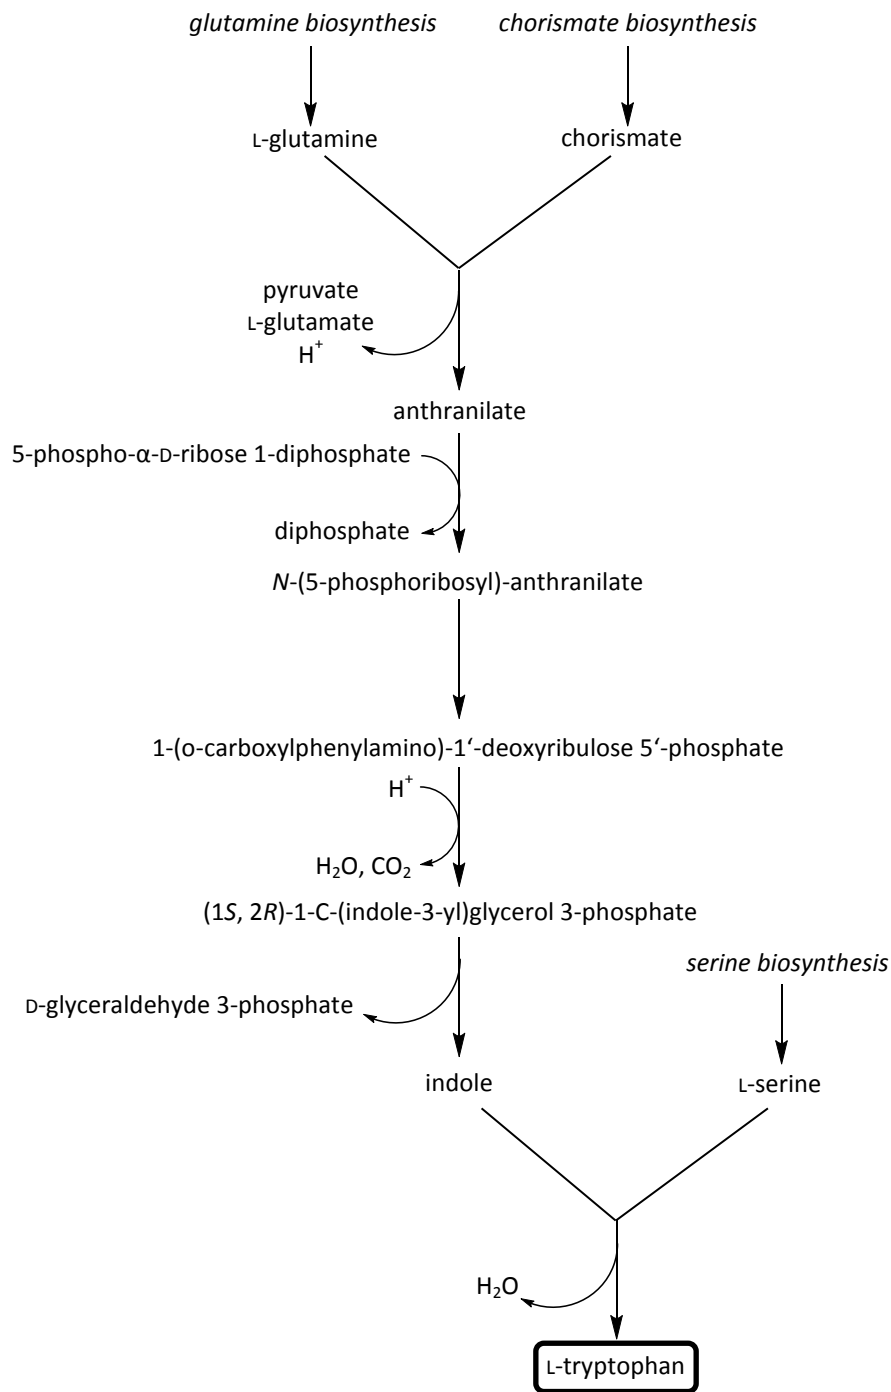 glutamine biosynthesis
chorismate biosynthesis
L-glutamine
chorismate
pyruvate
L-glutamate
H⁺
anthranilate
5-phospho-α-D-ribose 1-diphosphate
diphosphate
N-(5-phosphoribosyl)-anthranilate
1-(o-carboxylphenylamino)-1‘-deoxyribulose 5‘-phosphate
H⁺
H₂O, CO₂
(1S, 2R)-1-C-(indole-3-yl)glycerol 3-phosphate
serine biosynthesis
D-glyceraldehyde 3-phosphate
indole
L-serine
H₂O
L-tryptophan